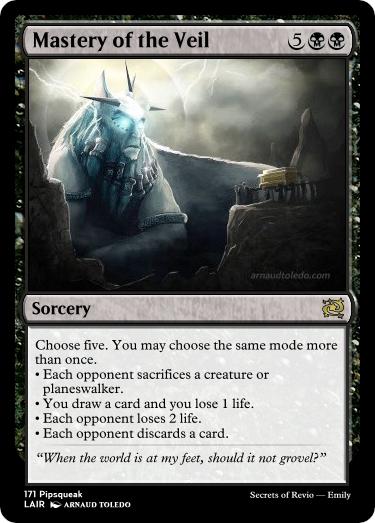 Mastery of the Veil 5
arnaudtoledo.com
Sorcery
Choose five. You may choose the same mode more
than once.
• Each opponent sacrifices a creature or
planeswalker.
• You draw a card and you lose 1 life.
• Each opponent loses 2 life.
• Each opponent discards a card.
“When the world is at my feet, should it not grovel?”
171 Pipsqueak
LAIR ARNAUD TOLEDO
Secrets of Revio — Emily